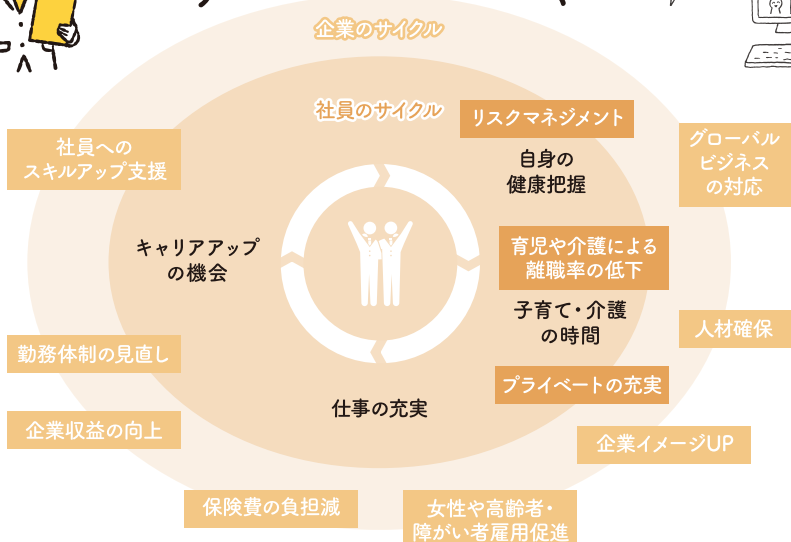 企業のサイクル
社員のサイクル
リスクマネジメント
自身の
健康把握
グローバル
ビジネス
の対応
社員への
スキルアップ支援
育児や介護による
離職率の低下
キャリアアップ
の機会
子育て・介護
の時間
人材確保
勤務体制の見直し
プライベートの充実
仕事の充実
企業収益の向上
企業イメージUP
保険費の負担減
女性や高齢者・
障がい者雇用促進